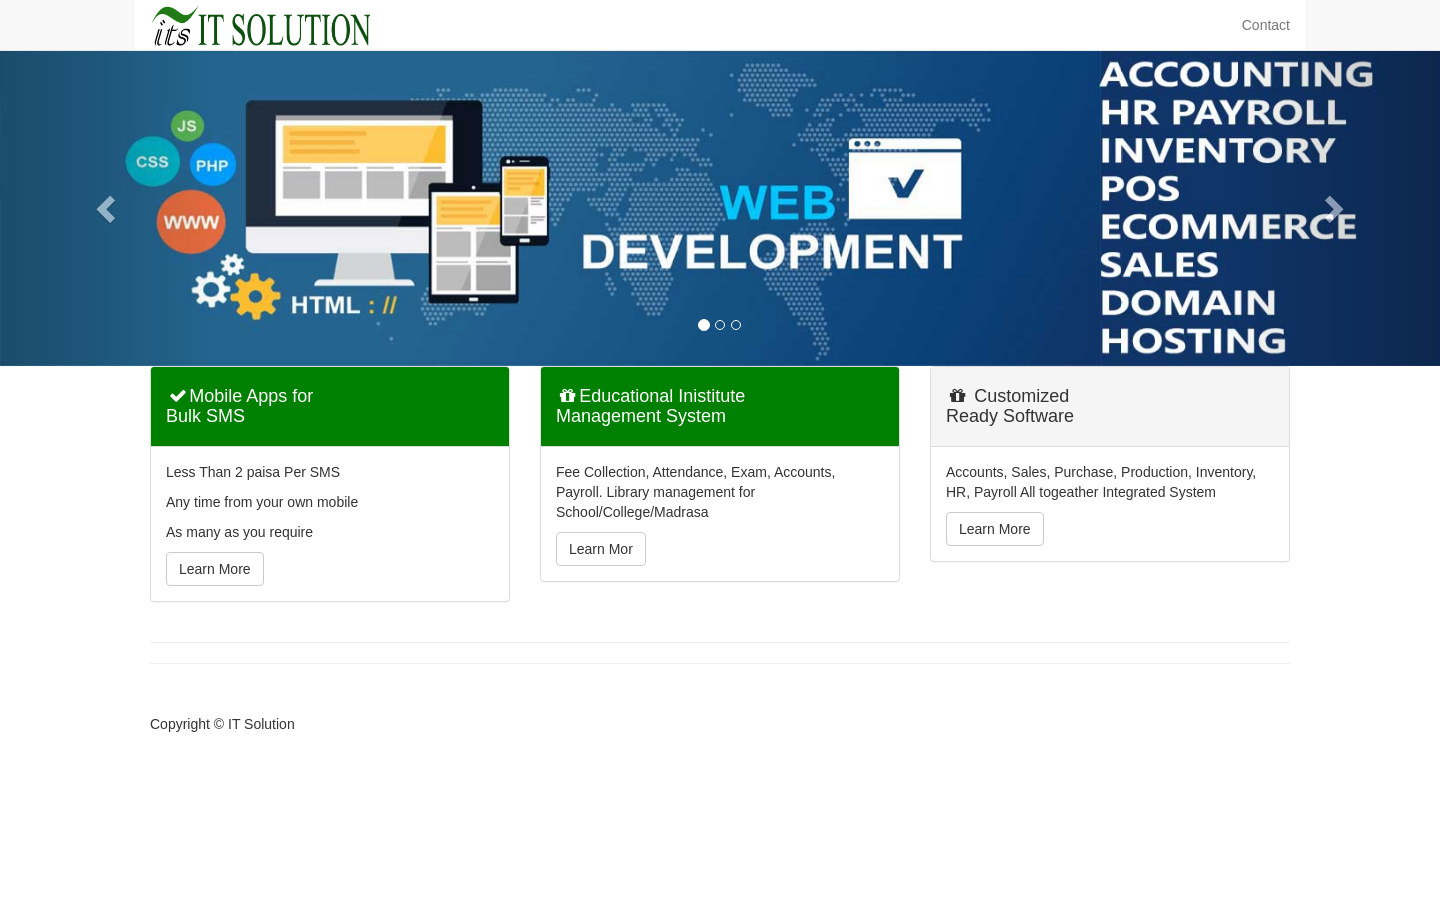 its IT SOLUTION
Contact
JS
CSS
PHP
WWW
HTML : //
WEB
DEVELOPMENT
ACCOUNTING
HR PAYROLL
INVENTORY
POS
ECOMMERCE
SALES
DOMAIN
HOSTING
Mobile Apps for
Bulk SMS
Less Than 2 paisa Per SMS
Any time from your own mobile
As many as you require
Learn More
Educational Inistitute
Management System
Fee Collection, Attendance, Exam, Accounts,
Payroll. Library management for
School/College/Madrasa
Learn Mor
Customized
Ready Software
Accounts, Sales, Purchase, Production, Inventory,
HR, Payroll All togeather Integrated System
Learn More
Copyright © IT Solution